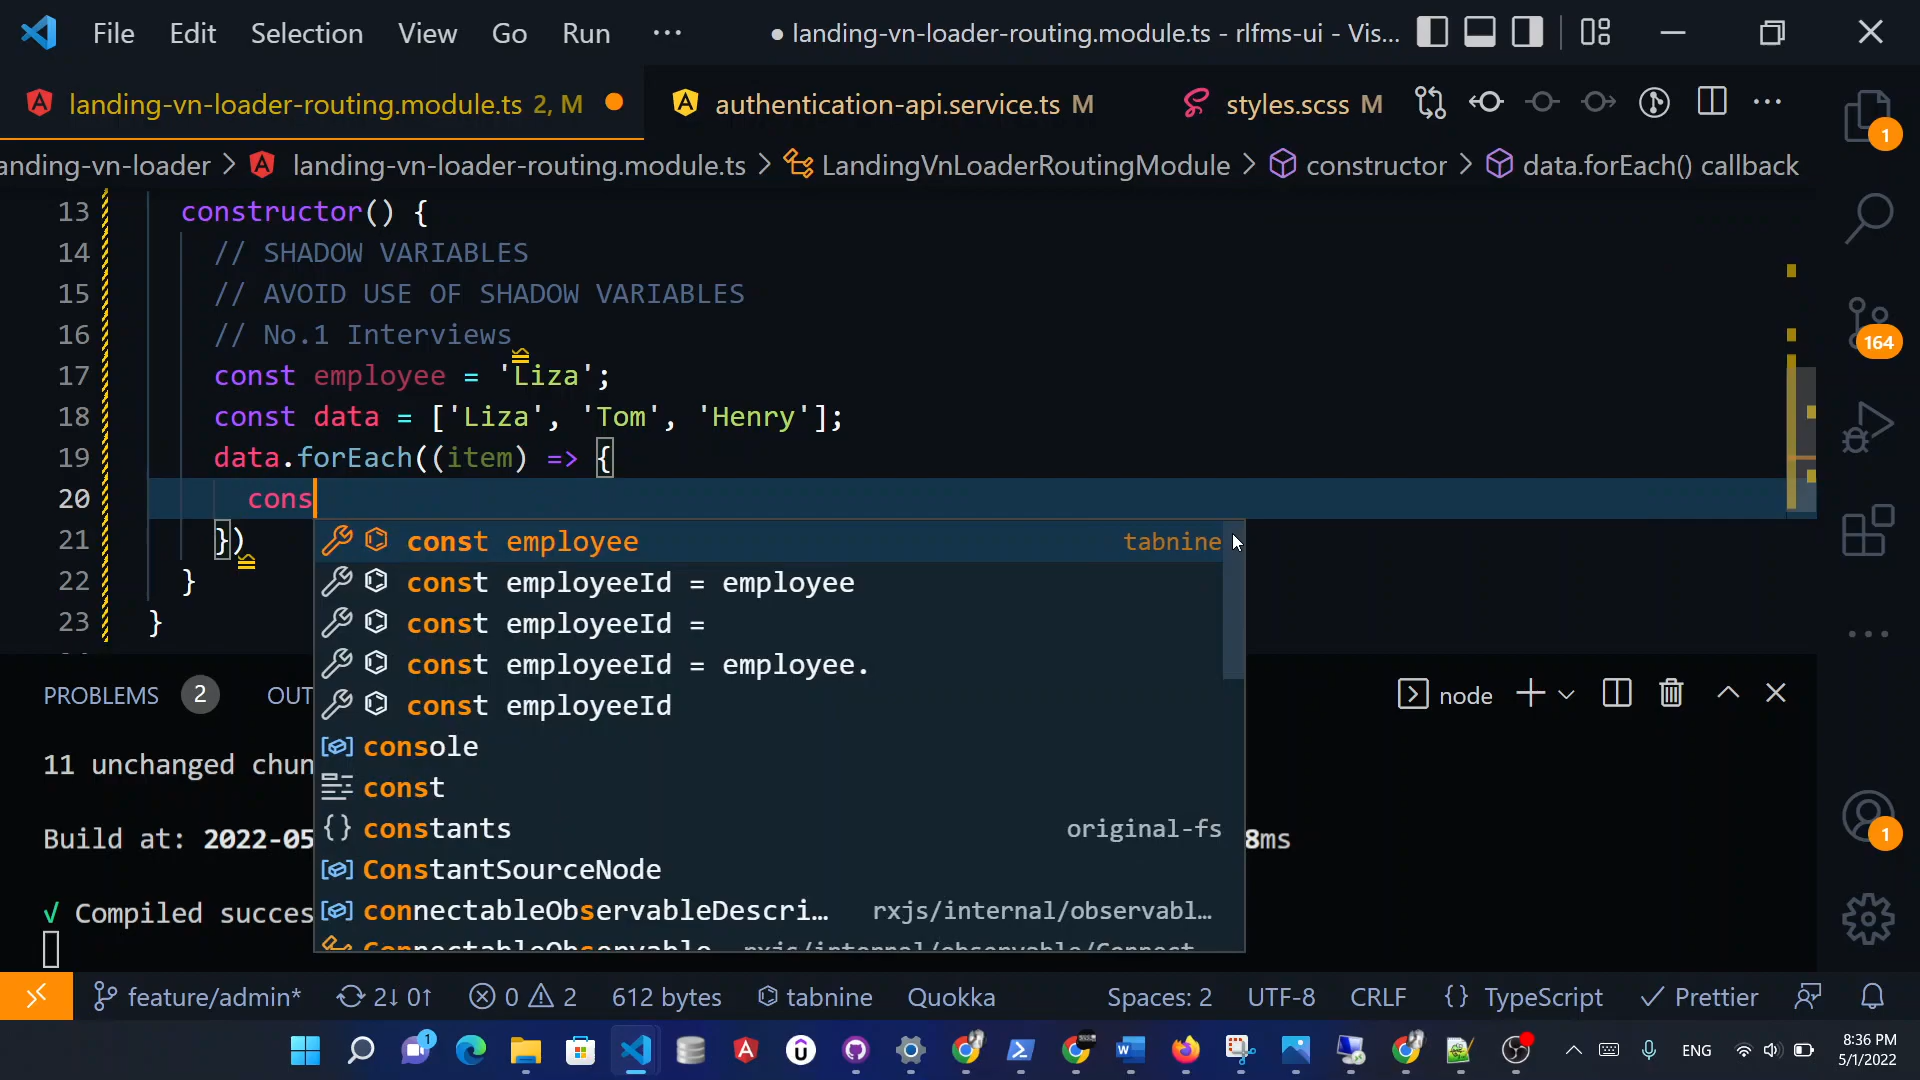 File Edit Selection View Go Run ··· ● landing-vn-loader-routing.module.ts - rlfms-ui - Vis...
landing-vn-loader-routing.module.ts 2, M authentication-api.service.ts M styles.scss M
anding-vn-loader > landing-vn-loader-routing.module.ts > LandingVnLoaderRoutingModule > constructor > data.forEach() callback
13 constructor() {
14 // SHADOW VARIABLES
15 // AVOID USE OF SHADOW VARIABLES
16 // No.1 Interviews
17 const employee = 'Liza';
18 const data = ['Liza', 'Tom', 'Henry'];
19 data.forEach((item) => {
20 cons
21 })
22 }
23 }
const employee tabnine
const employeeId = employee
const employeeId =
const employeeId = employee.
const employeeId
console
const
constants original-fs
ConstantSourceNode
connectableObservableDescri... rxjs/internal/observabl...
1
164
1
PROBLEMS 2 OUT node
11 unchanged chun
Build at: 2022-05 8ms
√ Compiled succes
feature/admin* 2↓ 0↑ 0 2 612 bytes tabnine Quokka Spaces: 2 UTF-8 CRLF {} TypeScript Prettier
1 ENG 8:36 PM
5/1/2022